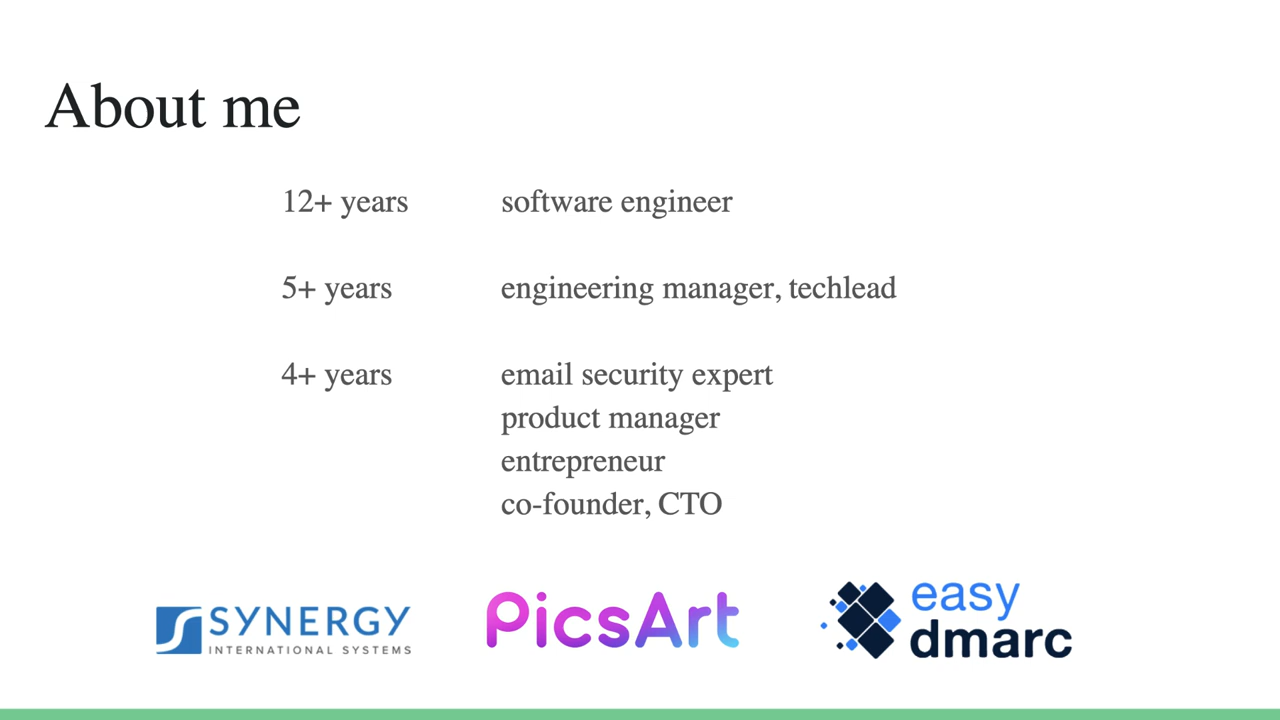 About me
12+ years software engineer
5+ years engineering manager, techlead
4+ years email security expert
product manager
entrepreneur
co-founder, CTO
SYNERGY
INTERNATIONAL SYSTEMS
PicsArt
easy
dmarc